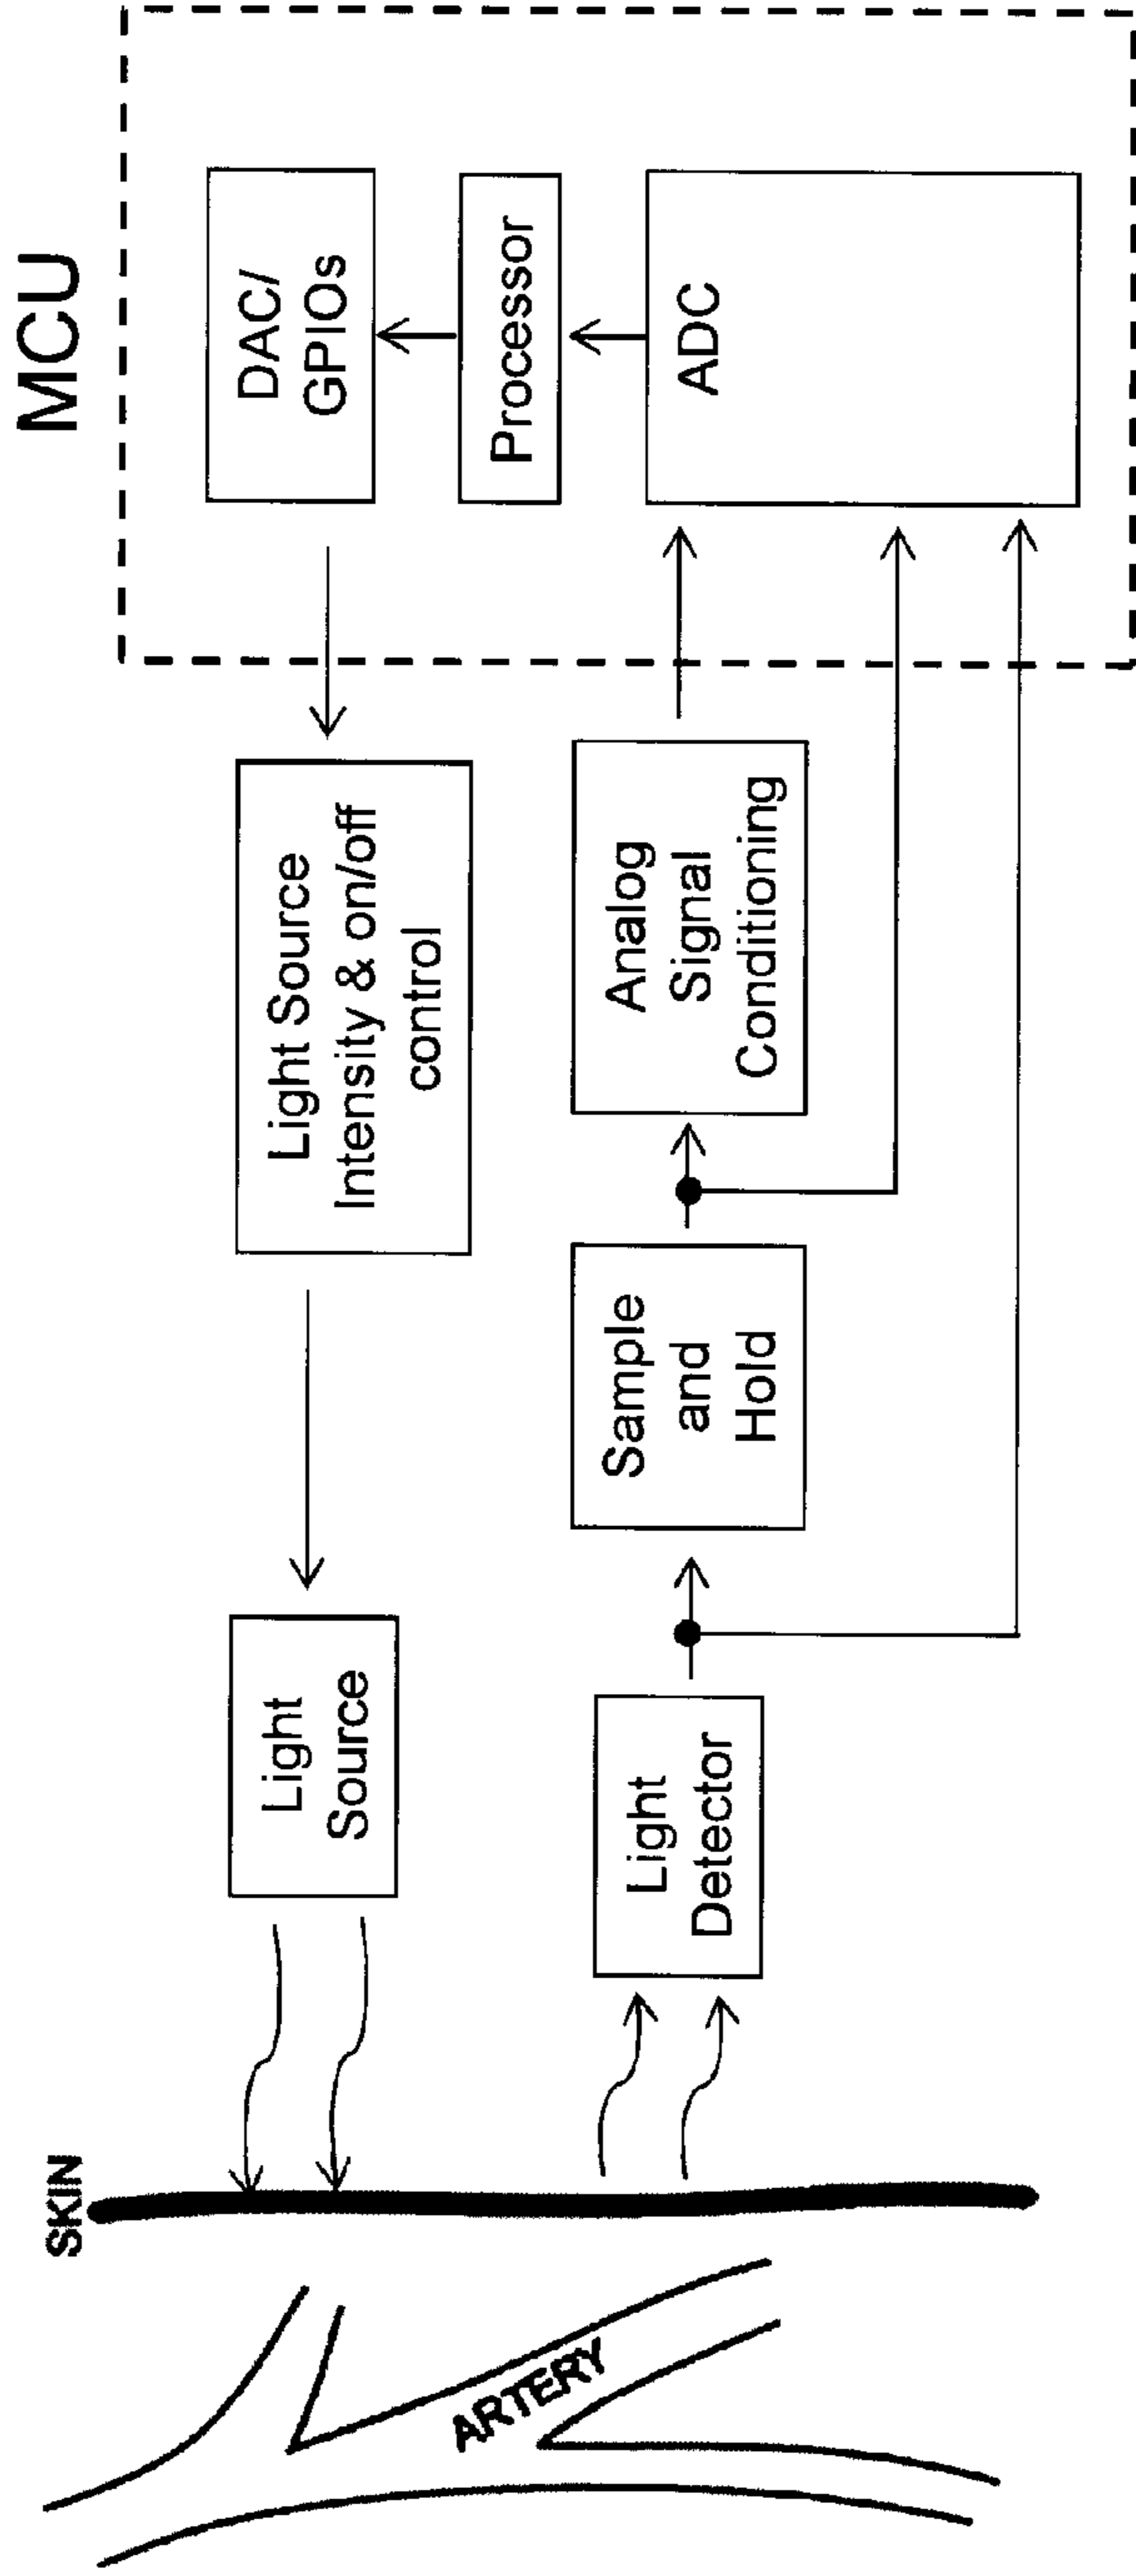 MCU
DAC/
GPIOs
Processor
ADC
Light Source
Intensity & on/off
control
Analog
Signal
Conditioning
Sample
and
Hold
Light
Source
Light
Detector
SKIN
ARTERY